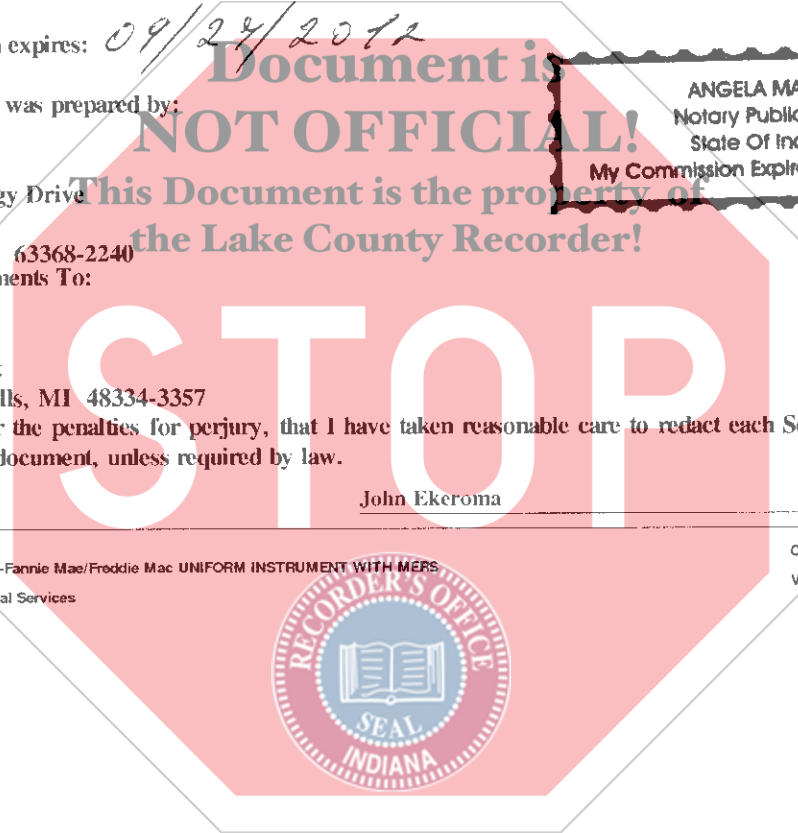 expires: 09/27/2012
Document is
was prepared by:
NOT OFFICIAL!
ANGELA MA
Notary Public
State Of Ind
My Commission Expire
gy Drive
This Document is the property of
the Lake County Recorder!
63368-2240
ments To:
STOP
lls, MI 48334-3357
r the penalties for perjury, that I have taken reasonable care to redact each So
document, unless required by law.
John Ekeroma
-Fannie Mae/Freddie Mac UNIFORM INSTRUMENT WITH MERS
al Services
RECORDER'S OFFICE
SEAL
INDIANA